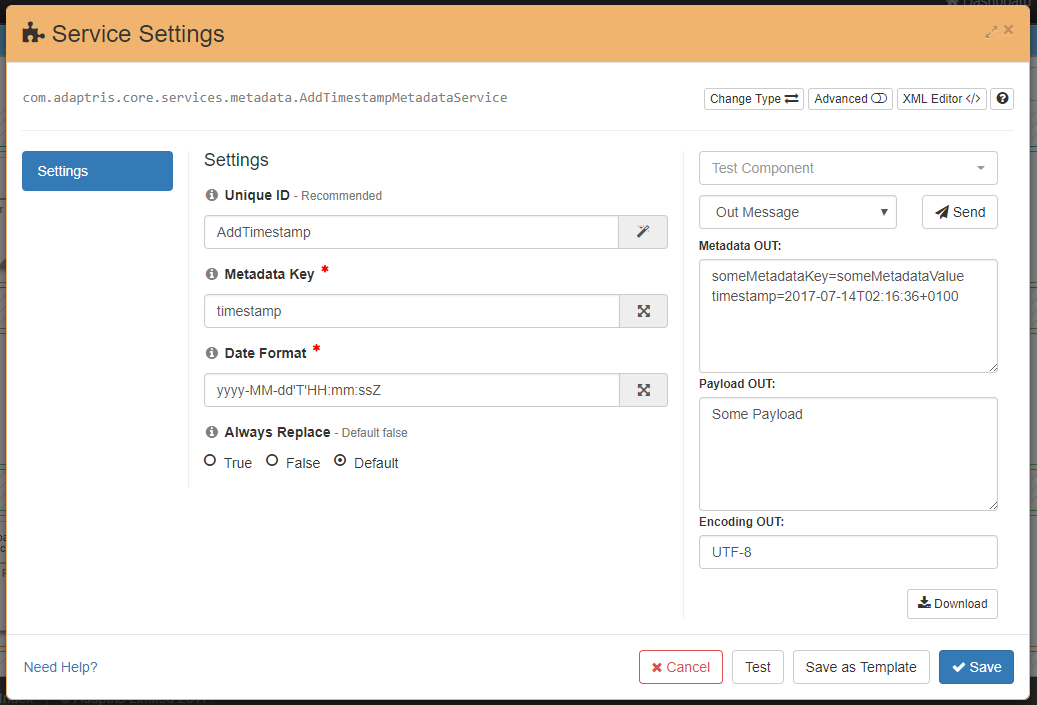 Dashboard
Service Settings
com.adaptris.core.services.metadata.AddTimestampMetadataService
Change Type
Advanced
XML Editor </>
Settings
Settings
Unique ID - Recommended
AddTimestamp
Metadata Key *
timestamp
Date Format *
yyyy-MM-dd'T'HH:mm:ssZ
Always Replace - Default false
True False Default
Test Component
Out Message
Send
Metadata OUT:
someMetadataKey=someMetadataValue
timestamp=2017-07-14T02:16:36+0100
Payload OUT:
Some Payload
Encoding OUT:
UTF-8
Download
Need Help?
Cancel
Test
Save as Template
Save